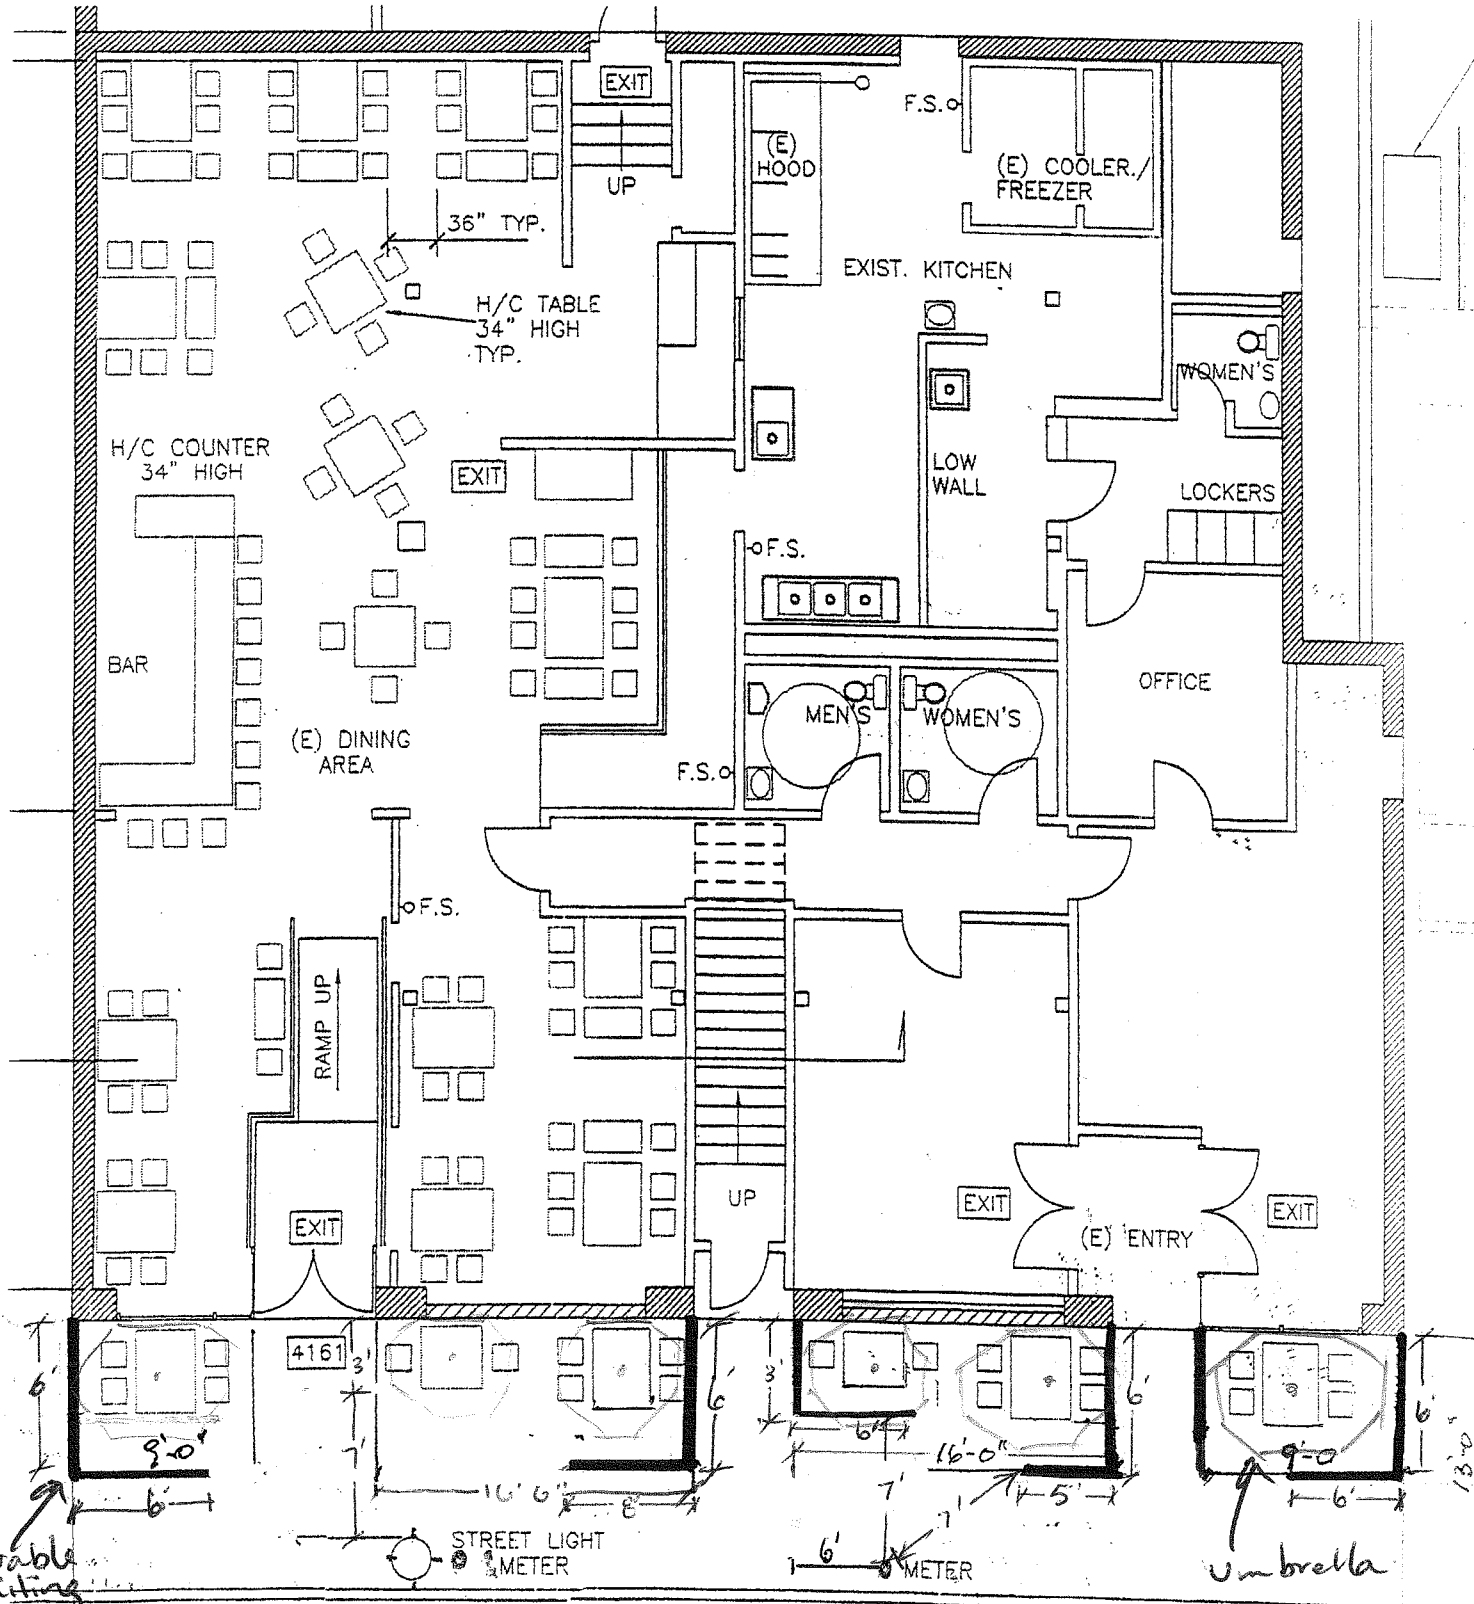 EXIT
UP
(E)
HOOD
F.S.
(E) COOLER./
FREEZER
36" TYP.
EXIST. KITCHEN
H/C TABLE
34" HIGH
TYP.
WOMEN'S
H/C COUNTER
34" HIGH
EXIT
LOW
WALL
LOCKERS
F.S.
BAR
OFFICE
MEN'S
WOMEN'S
(E) DINING
AREA
F.S.
F.S.
RAMP UP
UP
EXIT
EXIT
EXIT
(E) ENTRY
4161
3'
6'
6'
3'
6'
6'
6'
9'-0"
7'
16'-0"
9'-0
13'-0"
6'
16' 6"
8'
7'
7'
5'
6'
STREET LIGHT
METER
6'
METER
Umbrella